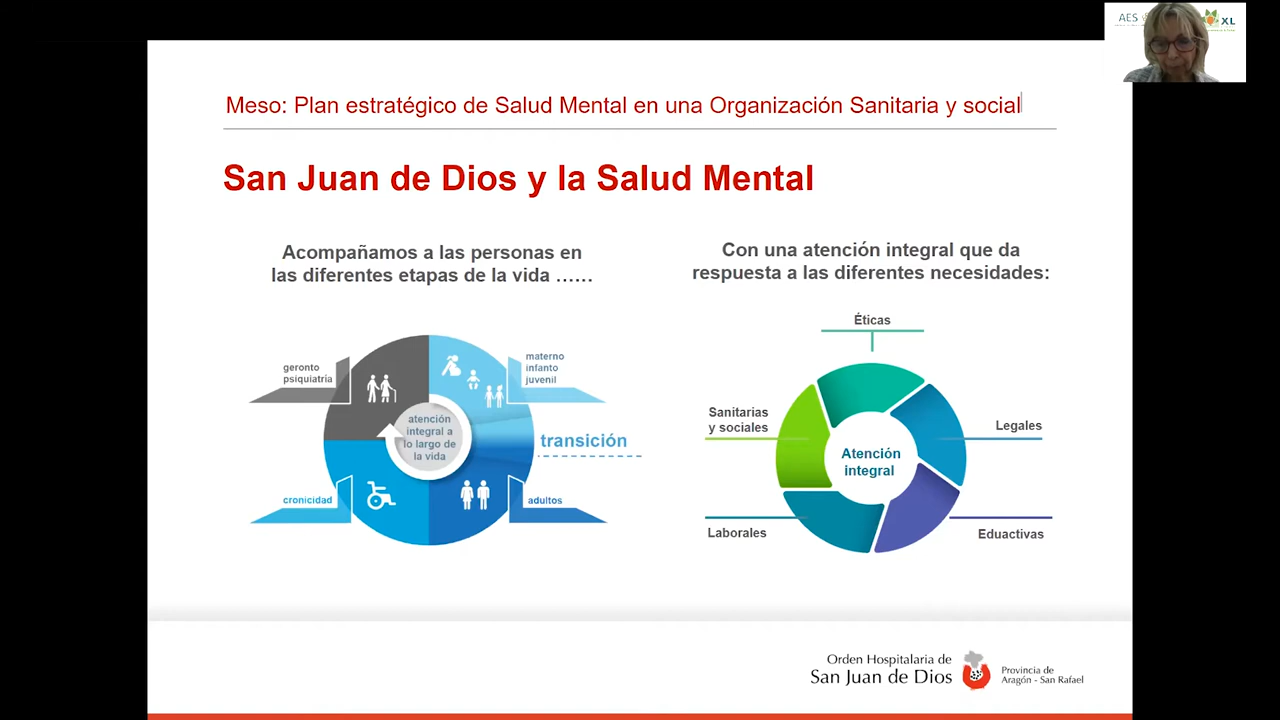 AES
XL
Meso: Plan estratégico de Salud Mental en una Organización Sanitaria y social
San Juan de Dios y la Salud Mental
Acompañamos a las personas en
las diferentes etapas de la vida ……
geronto
psiquiatria
materno
infanto
juvenil
atención
integral a
lo largo de
la vida
transición
cronicidad
adultos
Con una atención integral que da
respuesta a las diferentes necesidades:
Éticas
Sanitarias
y sociales
Legales
Atención
integral
Laborales
Eduactivas
Orden Hospitalaria de
San Juan de Dios
Provincia de
Aragón - San Rafael